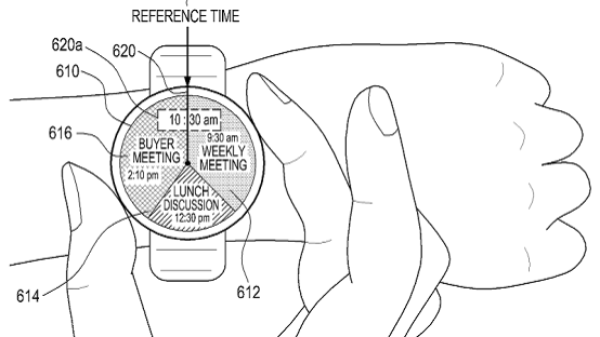 REFERENCE TIME
620a
620
610
10:30 am
616
9:30 am
BUYER
MEETING
WEEKLY
MEETING
2:10 pm
LUNCH
DISCUSSION
12:30 pm
614
612